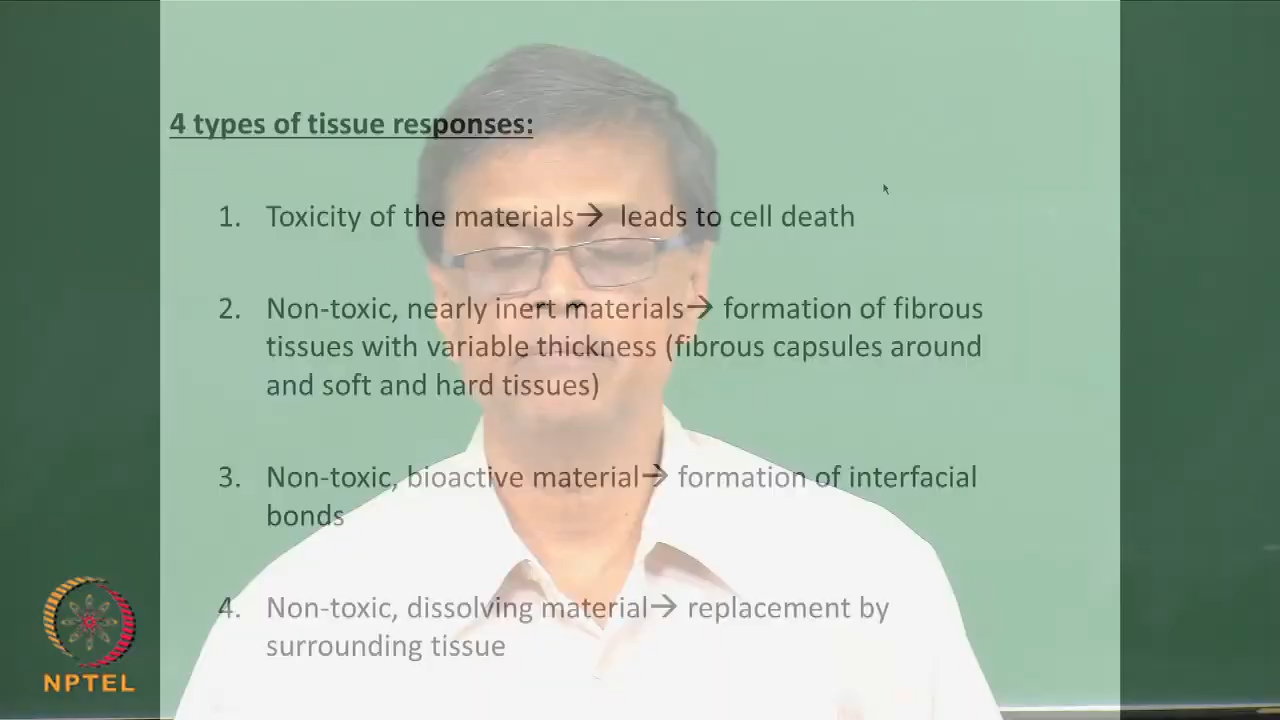 4 types of tissue responses:
1. Toxicity of the materials→ leads to cell death
2. Non-toxic, nearly inert materials→ formation of fibrous
tissues with variable thickness (fibrous capsules around
and soft and hard tissues)
3. Non-toxic, bioactive material→ formation of interfacial
bonds
4. Non-toxic, dissolving material→ replacement by
surrounding tissue
NPTEL